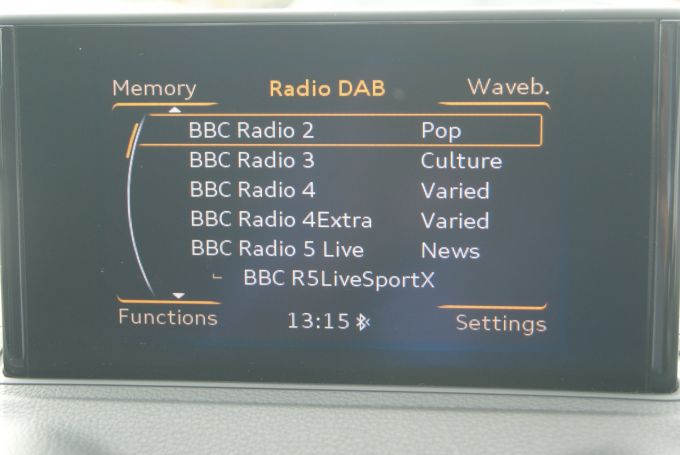 Memory Radio DAB Waveb.
BBC Radio 2 Pop
BBC Radio 3 Culture
BBC Radio 4 Varied
BBC Radio 4Extra Varied
BBC Radio 5 Live News
BBC R5LiveSportX
Functions 13:15 Settings